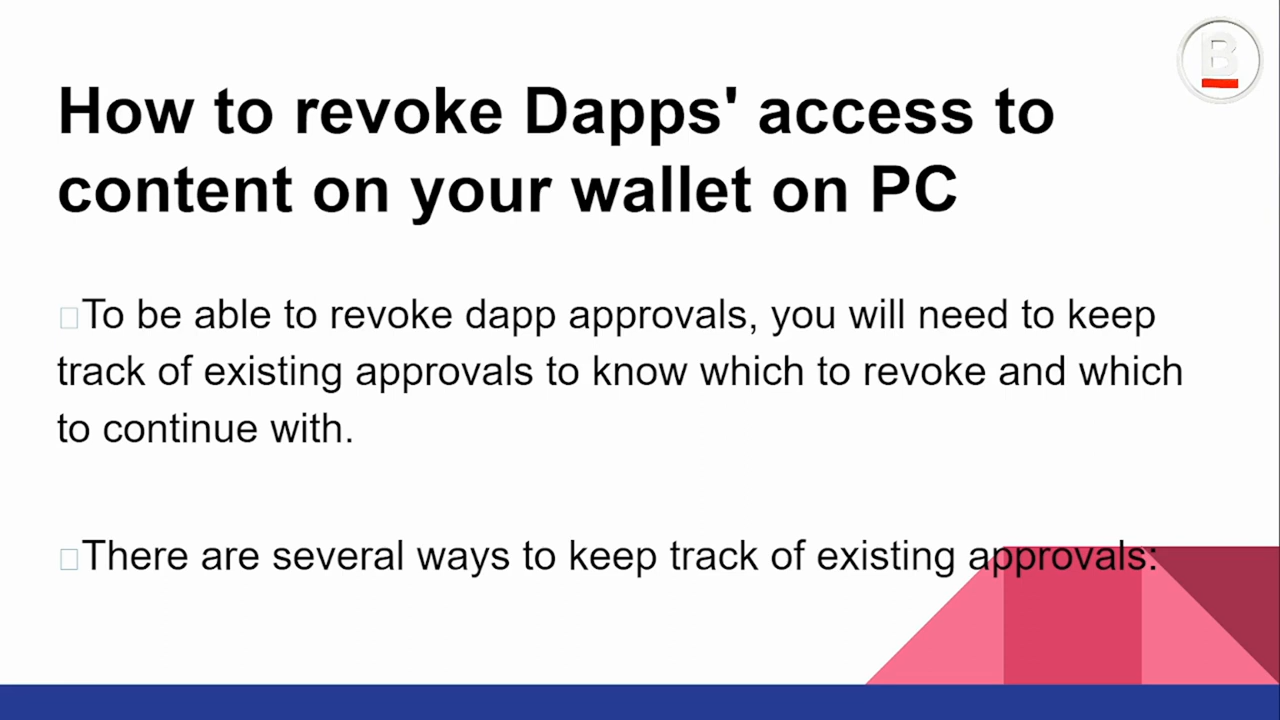 B
How to revoke Dapps' access to
content on your wallet on PC
To be able to revoke dapp approvals, you will need to keep
track of existing approvals to know which to revoke and which
to continue with.
There are several ways to keep track of existing approvals: